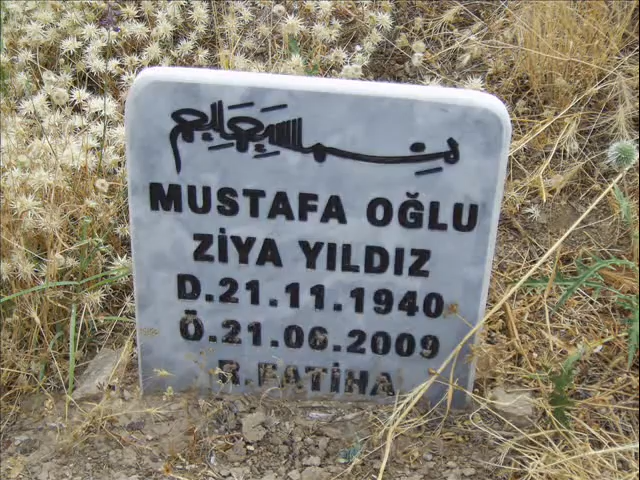 بسم الله الرحمن الرحيم
MUSTAFA OĞLU
ZİYA YILDIZ
D.21.11.1940
Ö.21.06.2009
R.FATİHA